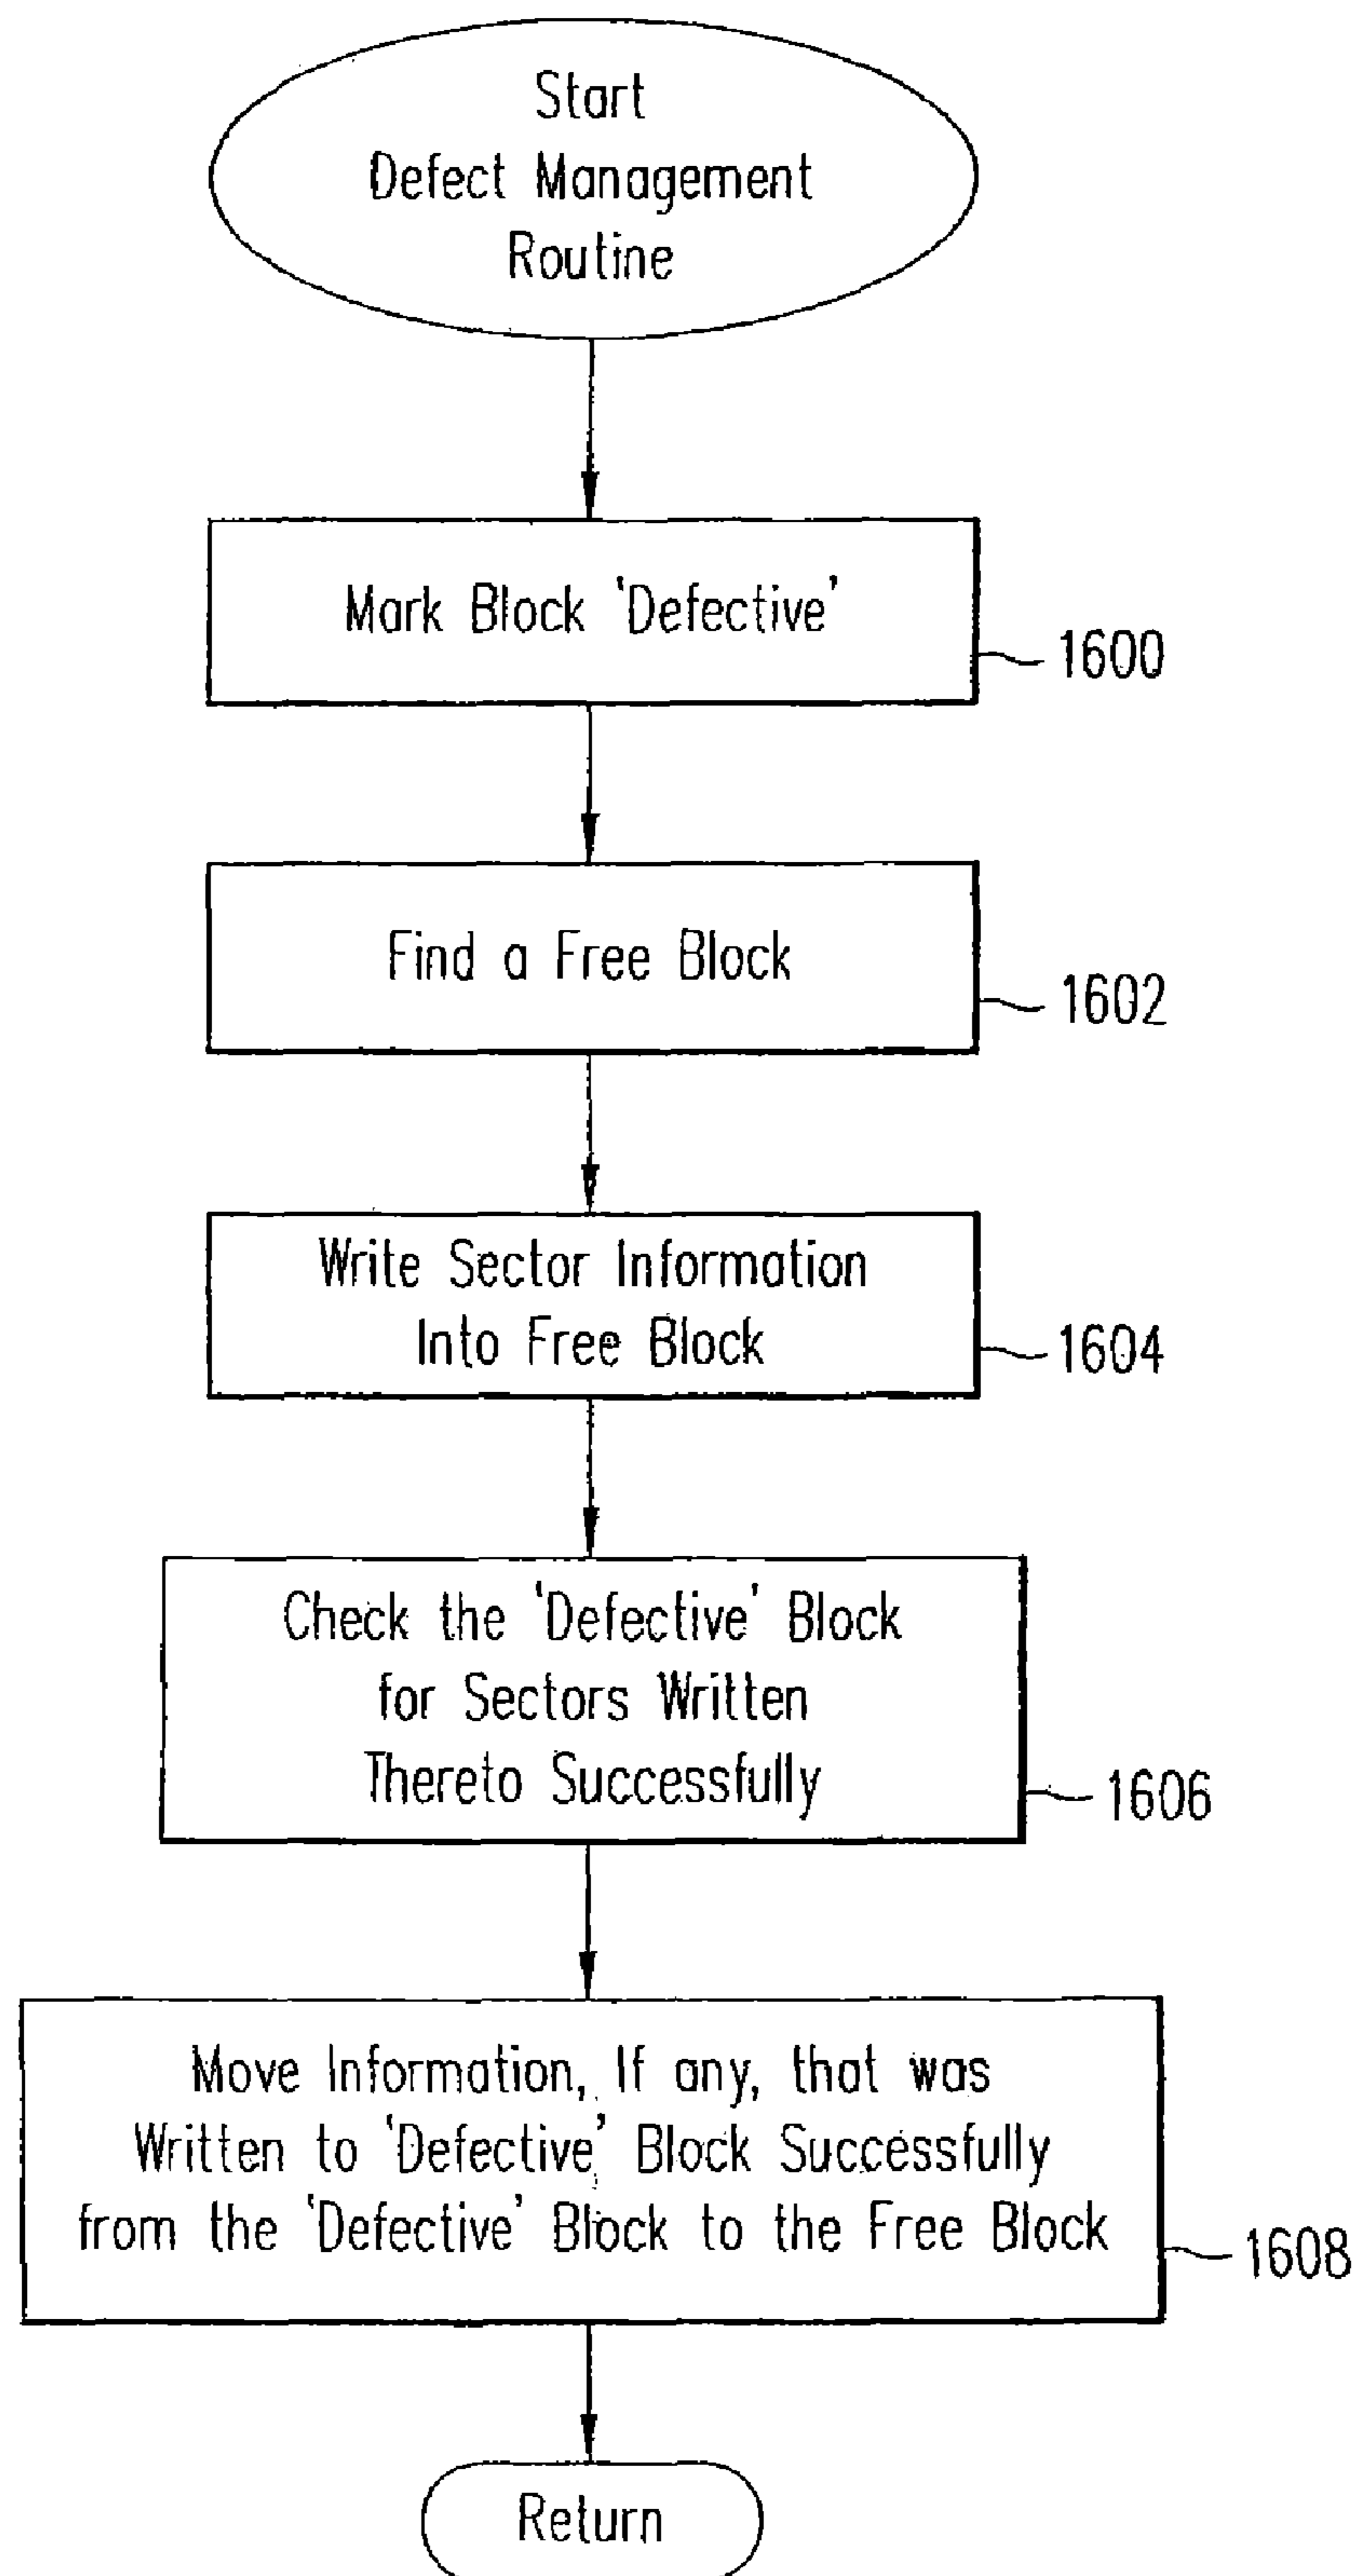 Start
Defect Management
Routine
Mark Block 'Defective'
1600
Find a Free Block
1602
Write Sector Information
Into Free Block
1604
Check the 'Defective' Block
for Sectors Written
Thereto Successfully
1606
Move Information, If any, that was
Written to 'Defective' Block Successfully
from the 'Defective' Block to the Free Block
1608
Return